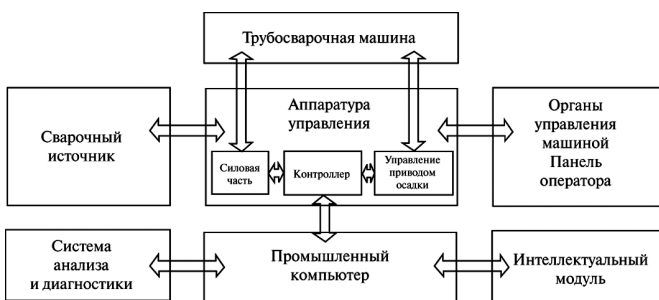 Трубосварочная машина
Сварочный
источник
Аппаратура
управления
Силовая
часть
Контроллер
Управление
приводом
осадки
Органы
управления
машиной
Панель
оператора
Система
анализа
и диагностики
Промышленный
компьютер
Интеллектуальный
модуль